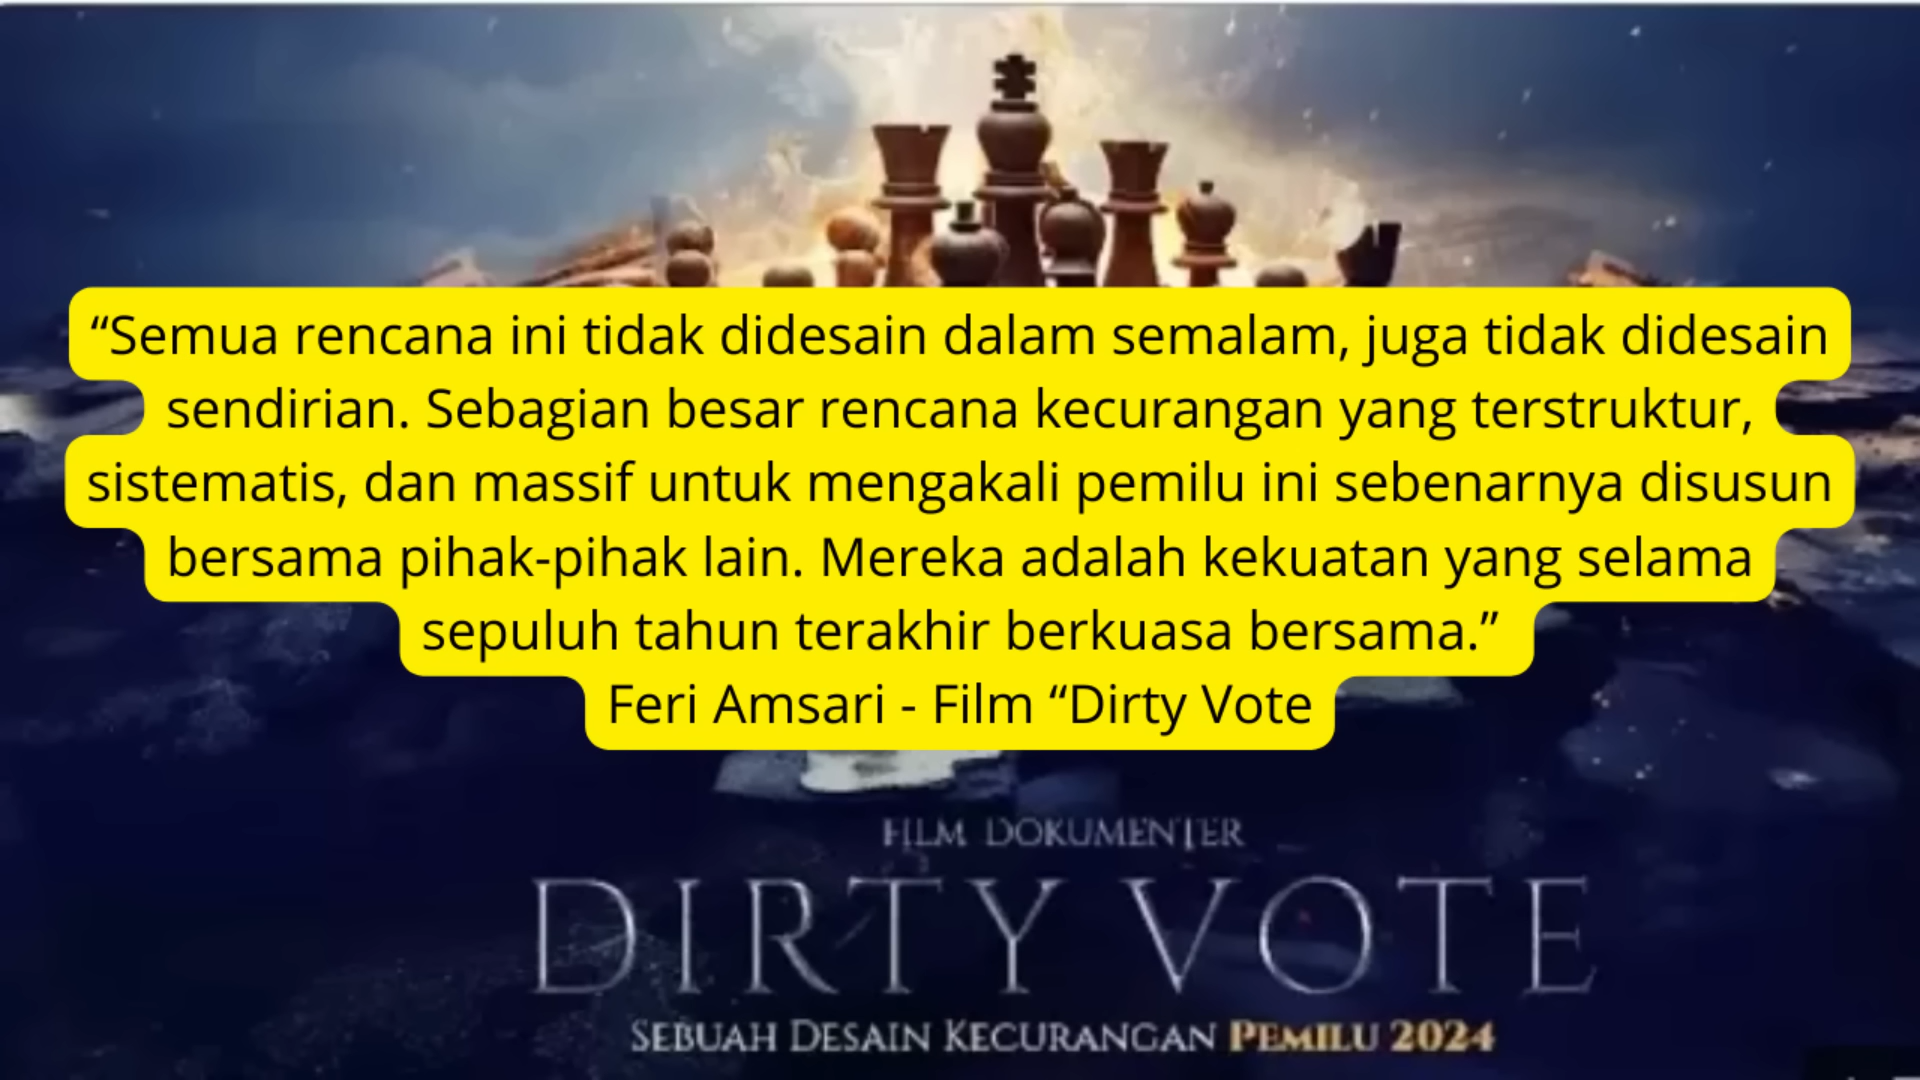 “Semua rencana ini tidak didesain dalam semalam, juga tidak didesain
sendirian. Sebagian besar rencana kecurangan yang terstruktur,
sistematis, dan massif untuk mengakali pemilu ini sebenarnya disusun
bersama pihak-pihak lain. Mereka adalah kekuatan yang selama
sepuluh tahun terakhir berkuasa bersama.”
Feri Amsari - Film “Dirty Vote
FILM DOKUMENTER
DIRTY VOTE
SEBUAH DESAIN KECURANGAN PEMILU 2024